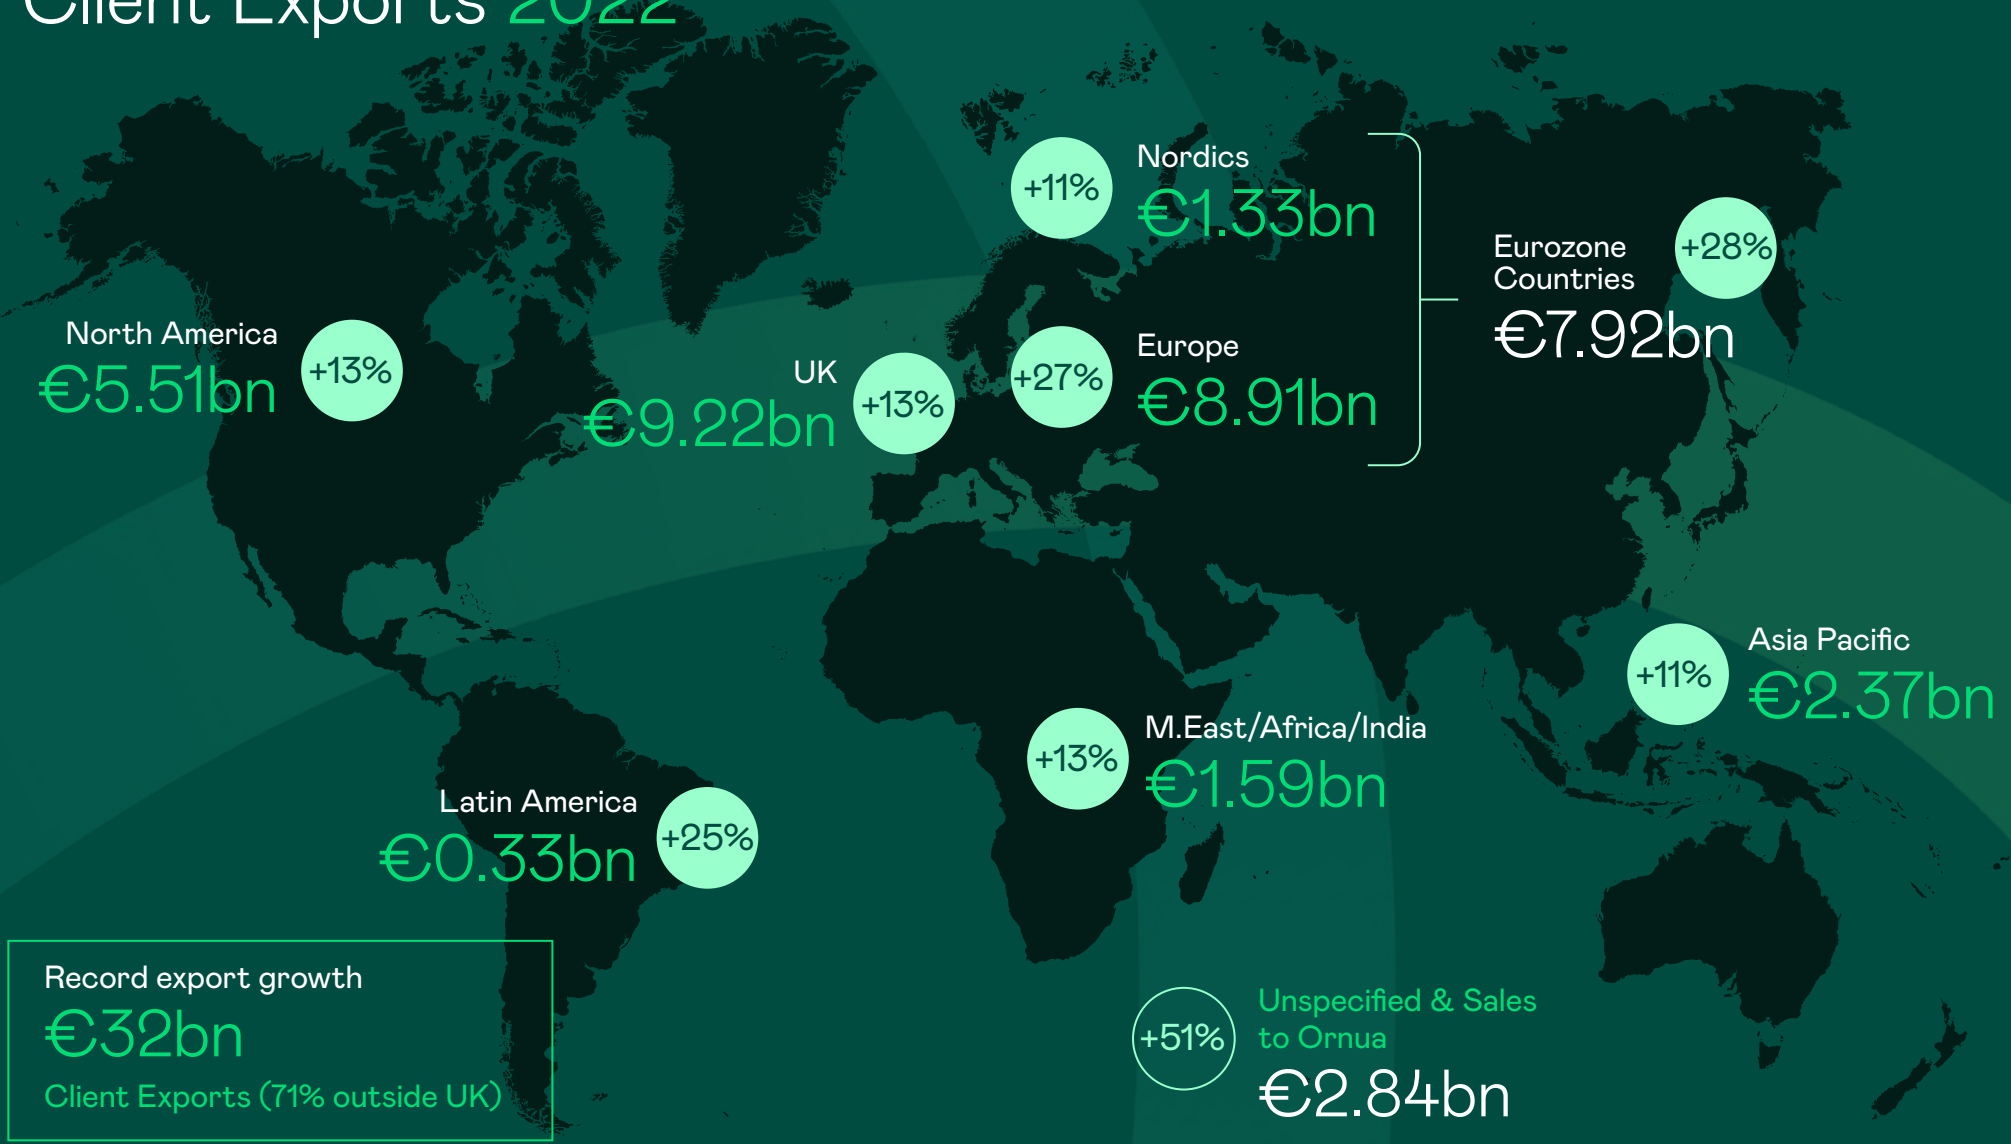 Client Exports 2022
Nordics
+11%
€1.33bn
Eurozone
Countries
+28%
€7.92bn
North America
€5.51bn
+13%
UK
€9.22bn
+13%
Europe
+27%
€8.91bn
Asia Pacific
+11%
€2.37bn
M.East/Africa/India
+13%
€1.59bn
Latin America
€0.33bn
+25%
Record export growth
€32bn
Client Exports (71% outside UK)
Unspecified & Sales
to Ornua
+51%
€2.84bn